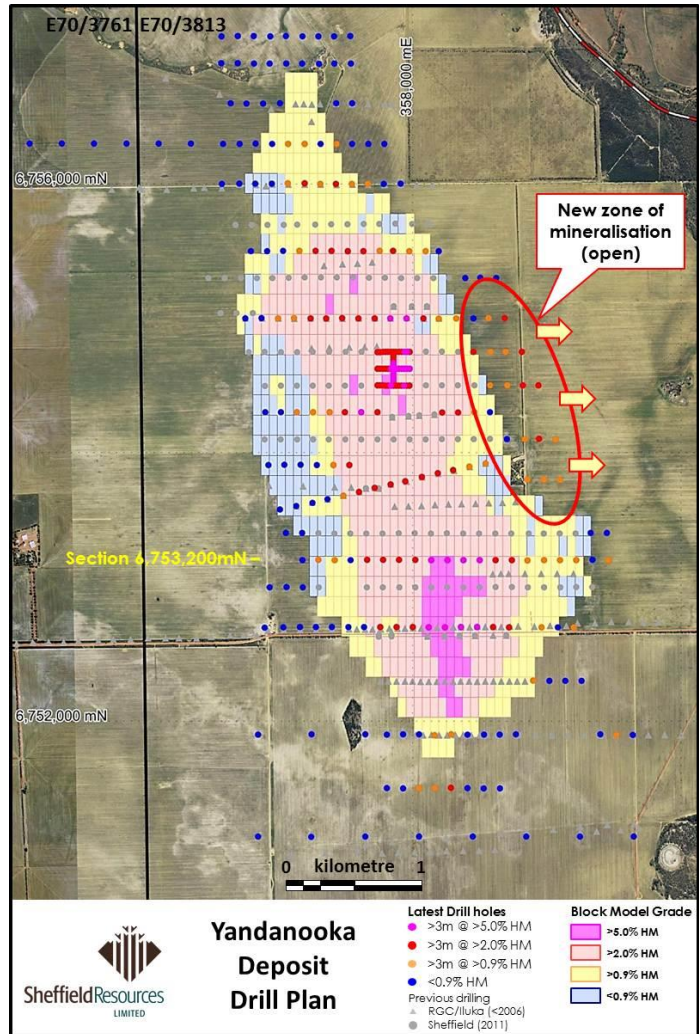 E70/3761 E70/3813
358,000 mE
6,756,000 mN
New zone of
mineralisation
(open)
Section 6,753,200mN
6,752,000 mN
0 kilometre 1
Sheffield Resources
LIMITED
Yandanooka
Deposit
Drill Plan
Latest Drill holes
>3m @ >5.0% HM
>3m @ >2.0% HM
>3m @ >0.9% HM
<0.9% HM
Previous drilling
RGC/Iluka (<2006)
Sheffield (2011)
Block Model Grade
>5.0% HM
>2.0% HM
>0.9% HM
<0.9% HM